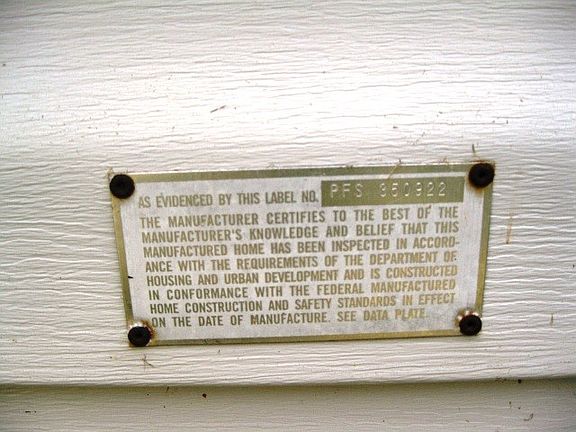 AS EVIDENCED BY THIS LABEL NO. PFS 850922
THE MANUFACTURER CERTIFIES TO THE BEST OF THE
MANUFACTURER'S KNOWLEDGE AND BELIEF THAT THIS
MANUFACTURED HOME HAS BEEN INSPECTED IN ACCORD-
ANCE WITH THE REQUIREMENTS OF THE DEPARTMENT OF
HOUSING AND URBAN DEVELOPMENT AND IS CONSTRUCTED
IN CONFORMANCE WITH THE FEDERAL MANUFACTURED
HOME CONSTRUCTION AND SAFETY STANDARDS IN EFFECT
ON THE DATE OF MANUFACTURE. SEE DATA PLATE.